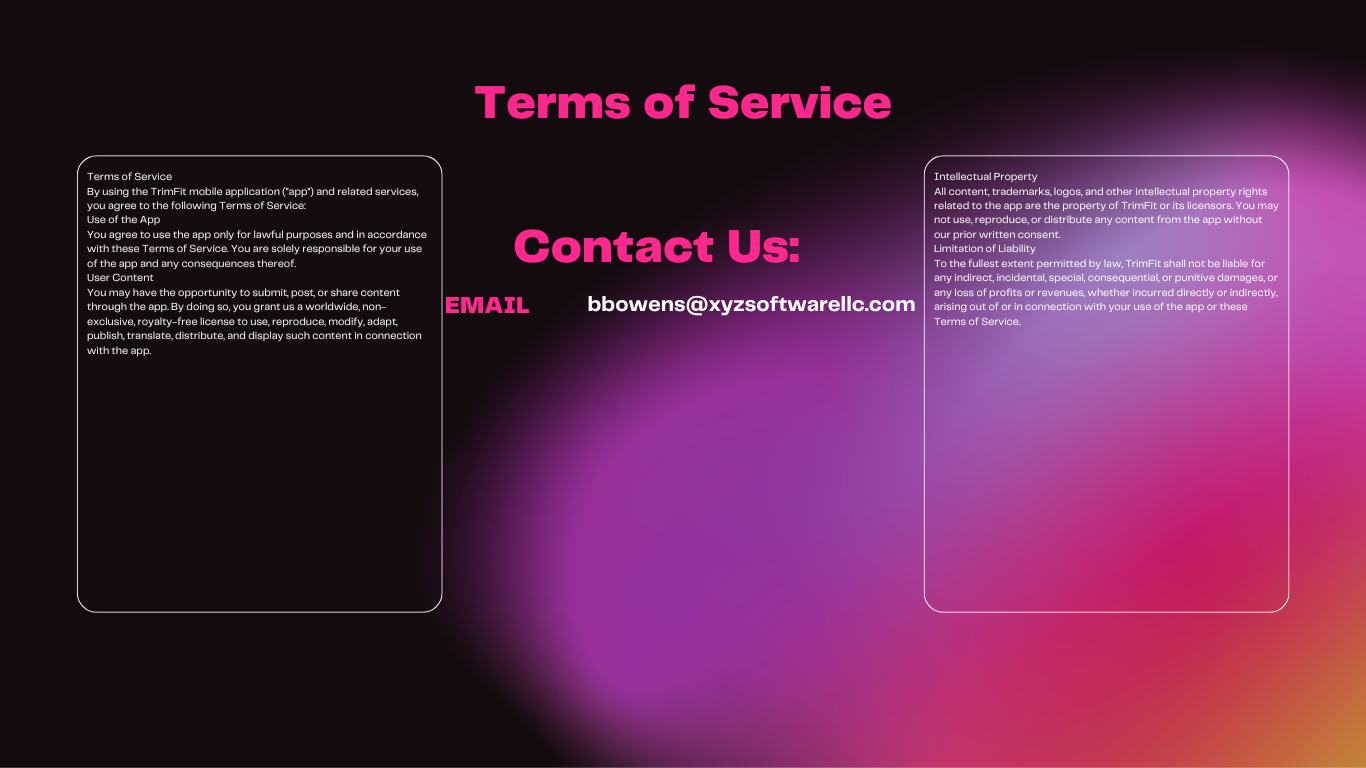 Terms of Service
Terms of Service
By using the TrimFit mobile application ("app") and related services,
you agree to the following Terms of Service:
Use of the App
You agree to use the app only for lawful purposes and in accordance
with these Terms of Service. You are solely responsible for your use
of the app and any consequences thereof.
User Content
You may have the opportunity to submit, post, or share content
through the app. By doing so, you grant us a worldwide, non-
exclusive, royalty-free license to use, reproduce, modify, adapt,
publish, translate, distribute, and display such content in connection
with the app.
Contact Us:
EMAIL bbowens@xyzsoftwarellc.com
Intellectual Property
All content, trademarks, logos, and other intellectual property rights
related to the app are the property of TrimFit or its licensors. You may
not use, reproduce, or distribute any content from the app without
our prior written consent.
Limitation of Liability
To the fullest extent permitted by law, TrimFit shall not be liable for
any indirect, incidental, special, consequential, or punitive damages, or
any loss of profits or revenues, whether incurred directly or indirectly,
arising out of or in connection with your use of the app or these
Terms of Service.